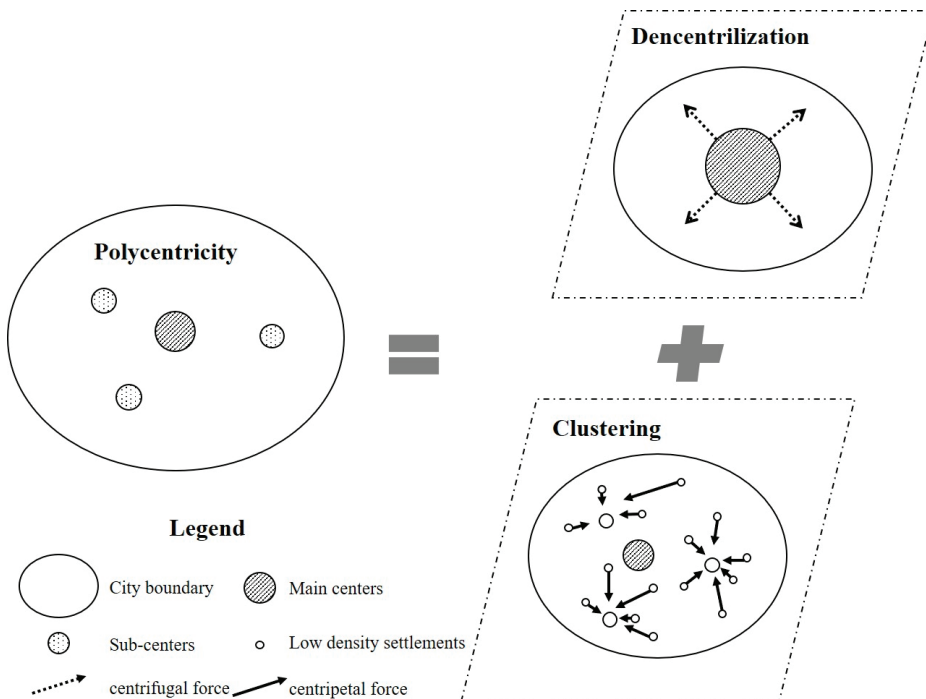 Dencentrilization
Polycentricity
Clustering
Legend
City boundary
Main centers
Sub-centers
Low density settlements
centrifugal force
centripetal force